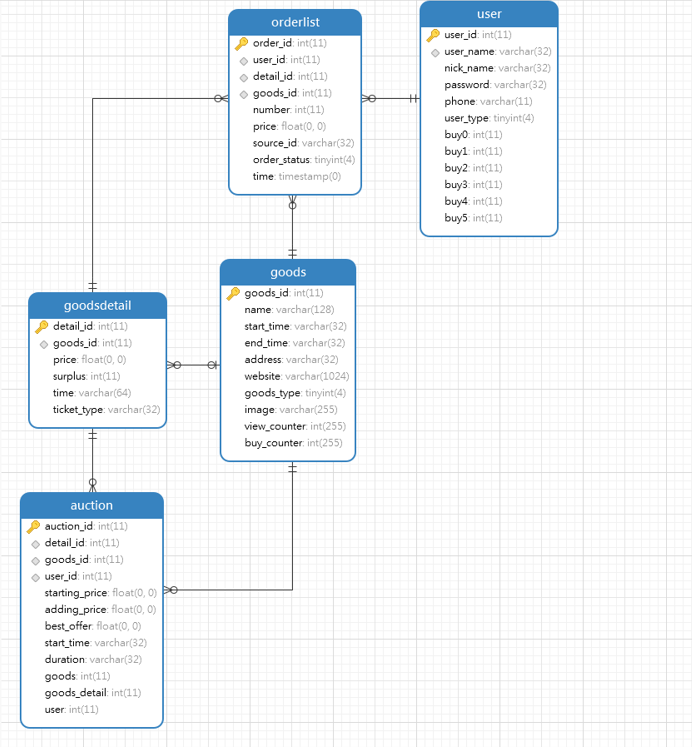 orderlist
order_id: int(11)
user_id: int(11)
detail_id: int(11)
goods_id: int(11)
number: int(11)
price: float(0, 0)
source_id: varchar(32)
order_status: tinyint(4)
time: timestamp(0)
user
user_id: int(11)
user_name: varchar(32)
nick_name: varchar(32)
password: varchar(32)
phone: varchar(11)
user_type: tinyint(4)
buy0: int(11)
buy1: int(11)
buy2: int(11)
buy3: int(11)
buy4: int(11)
buy5: int(11)
goods
goods_id: int(11)
name: varchar(128)
start_time: varchar(32)
end_time: varchar(32)
address: varchar(32)
website: varchar(1024)
goods_type: tinyint(4)
image: varchar(255)
view_counter: int(255)
buy_counter: int(255)
goodsdetail
detail_id: int(11)
goods_id: int(11)
price: float(0, 0)
surplus: int(11)
time: varchar(64)
ticket_type: varchar(32)
auction
auction_id: int(11)
detail_id: int(11)
goods_id: int(11)
user_id: int(11)
starting_price: float(0, 0)
adding_price: float(0, 0)
best_offer: float(0, 0)
start_time: varchar(32)
duration: varchar(32)
goods: int(11)
goods_detail: int(11)
user: int(11)